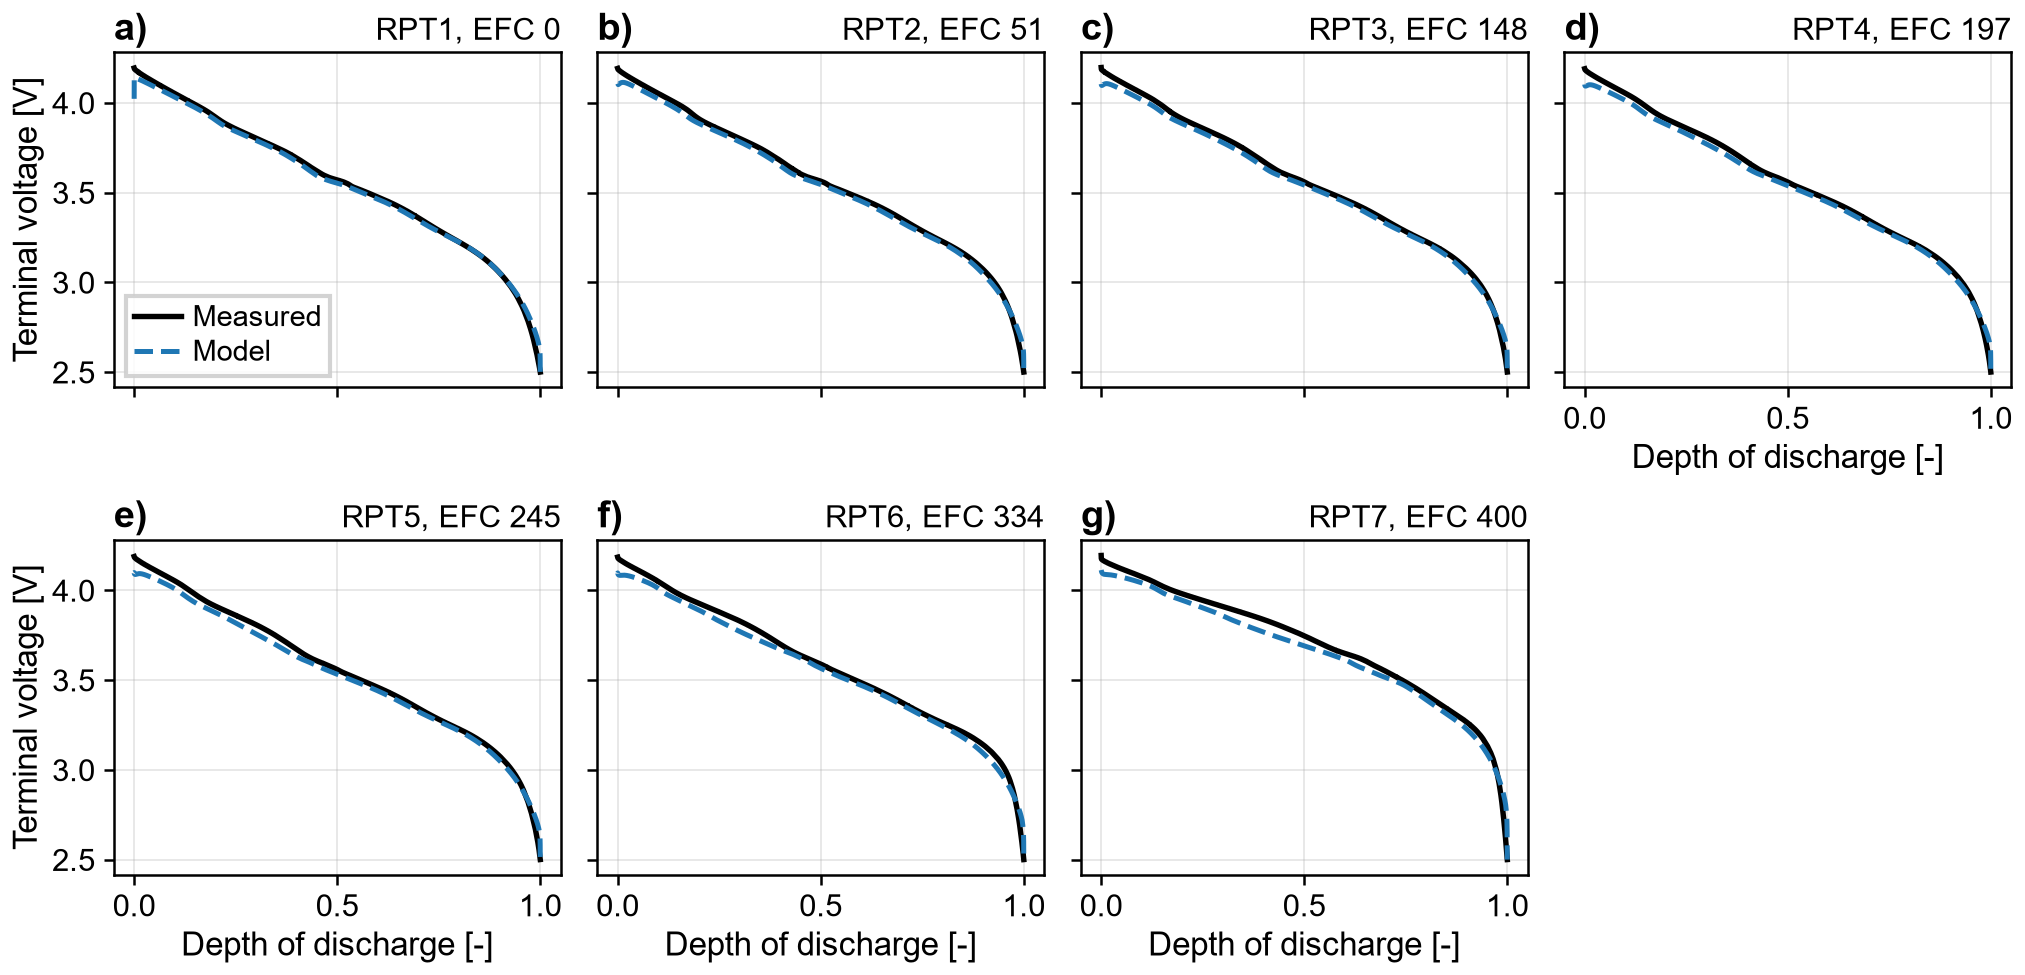 a) RPT1, EFC 0
b) RPT2, EFC 51
c) RPT3, EFC 148
d) RPT4, EFC 197
Terminal voltage [V]
4.0
3.5
3.0
2.5
Measured
Model
0.0 0.5 1.0
Depth of discharge [-]
e) RPT5, EFC 245
f) RPT6, EFC 334
g) RPT7, EFC 400
Terminal voltage [V]
4.0
3.5
3.0
2.5
0.0 0.5 1.0
0.0 0.5 1.0
0.0 0.5 1.0
Depth of discharge [-]
Depth of discharge [-]
Depth of discharge [-]